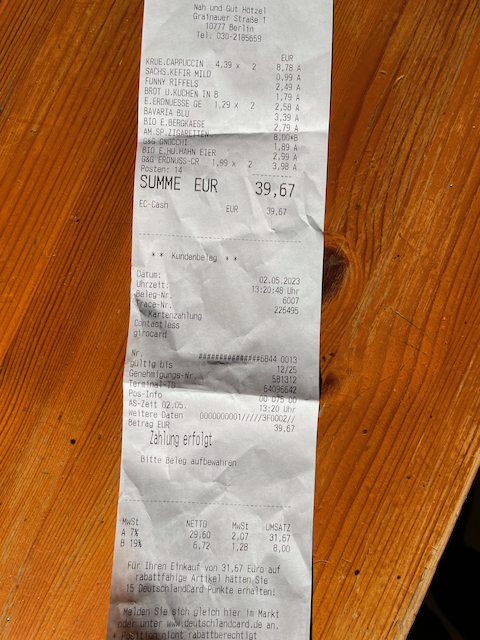 Nah und Gut Hötzel
Grainauer Straße 1
10777 Berlin
Tel. 030-2185659
EUR
KRUE.CAPPUCCIN 4,39 x 2 8,78 A
SACHS.KEFIR MILD 0,99 A
FUNNY RIFFELS 2,49 A
BROT U.KUCHEN IN B 1,79 A
E.ERDNUESSE GE 1,29 x 2 2,58 A
BAVARIA BLU 3,39 A
BIO E.BERGKAESE 2,79 A
AM.SP.ZIGARETTEN 8,00*B
G&G GNOCCHI 1,89 A
BIO E.HU.HAHN EIER 2,99 A
G&G ERDNUSS-CR 1,99 x 2 3,98 A
Posten: 14
SUMME EUR 39,67
EC-Cash EUR 39,67
* * Kundenbeleg * *
Datum: 02.05.2023
Uhrzeit: 13:20:48 Uhr
Beleg-Nr. 6007
Trace-Nr. 226495
Kartenzahlung
Contactless
girocard
Nr. ###############6844 0013
gültig bis 12/25
Genehmigungs-Nr. 581312
Terminal-ID 64096642
Pos-Info 00 075 00
AS-Zeit 02.05. 13:20 Uhr
Weitere Daten 0000000001/////3F0002//
Betrag EUR 39,67
Zahlung erfolgt
Bitte Beleg aufbewahren
MwSt NETTO MwSt UMSATZ
A 7% 29,60 2,07 31,67
B 19% 6,72 1,28 8,00
Für Ihren Einkauf von 31,67 Euro auf
rabattfähige Artikel hätten Sie
15 DeutschlandCard Punkte erhalten!
Melden Sie sich gleich hier im Markt
oder unter www.deutschlandcard.de an.
* Position nicht rabattberechtigt